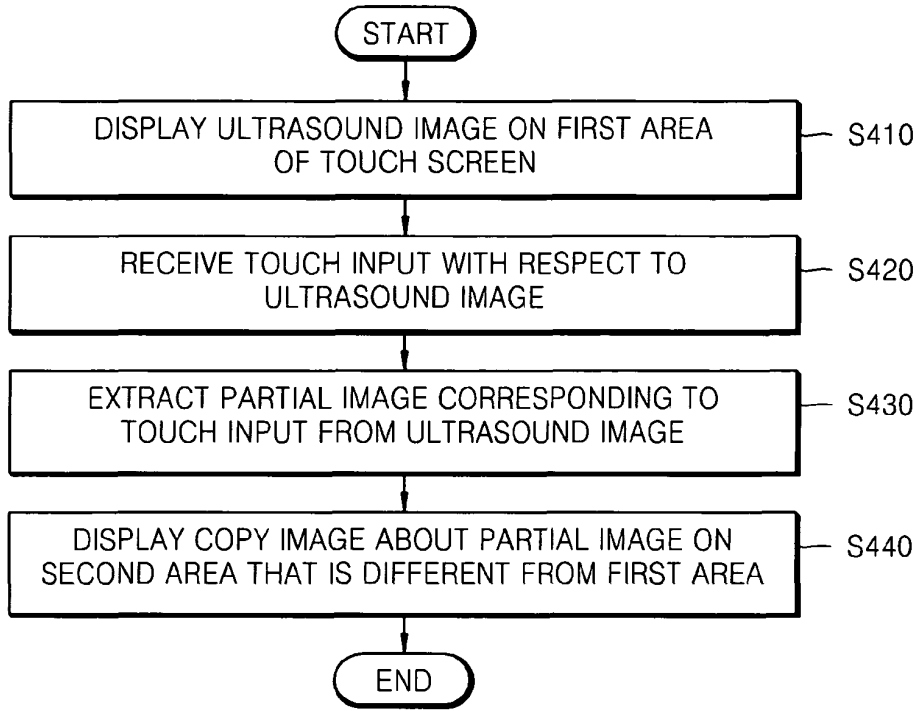 START
DISPLAY ULTRASOUND IMAGE ON FIRST AREA
OF TOUCH SCREEN
S410
RECEIVE TOUCH INPUT WITH RESPECT TO
ULTRASOUND IMAGE
S420
EXTRACT PARTIAL IMAGE CORRESPONDING TO
TOUCH INPUT FROM ULTRASOUND IMAGE
S430
DISPLAY COPY IMAGE ABOUT PARTIAL IMAGE ON
SECOND AREA THAT IS DIFFERENT FROM FIRST AREA
S440
END